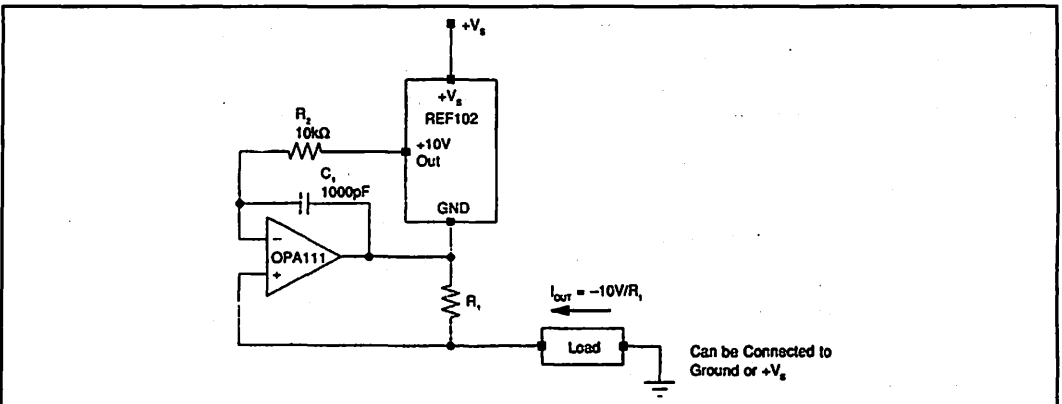 +Vₛ
+Vₛ
REF102
R₂
10kΩ
+10V
Out
C₁
1000pF
GND
–
OPA111
+
R₁
I_OUT = –10V/R₁
Load
Can be Connected to
Ground or +Vₛ